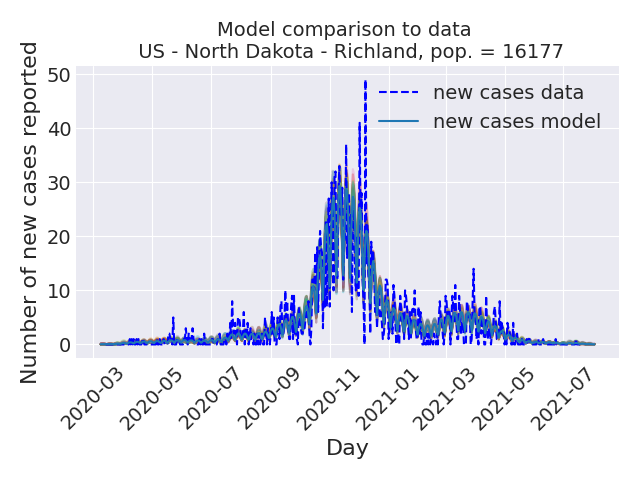 Model comparison to data
US - North Dakota - Richland, pop. = 16177
Number of new cases reported
50
40
30
20
10
0
new cases data
new cases model
2020-03
2020-05
2020-07
2020-09
2020-11
2021-01
2021-03
2021-05
2021-07
Day